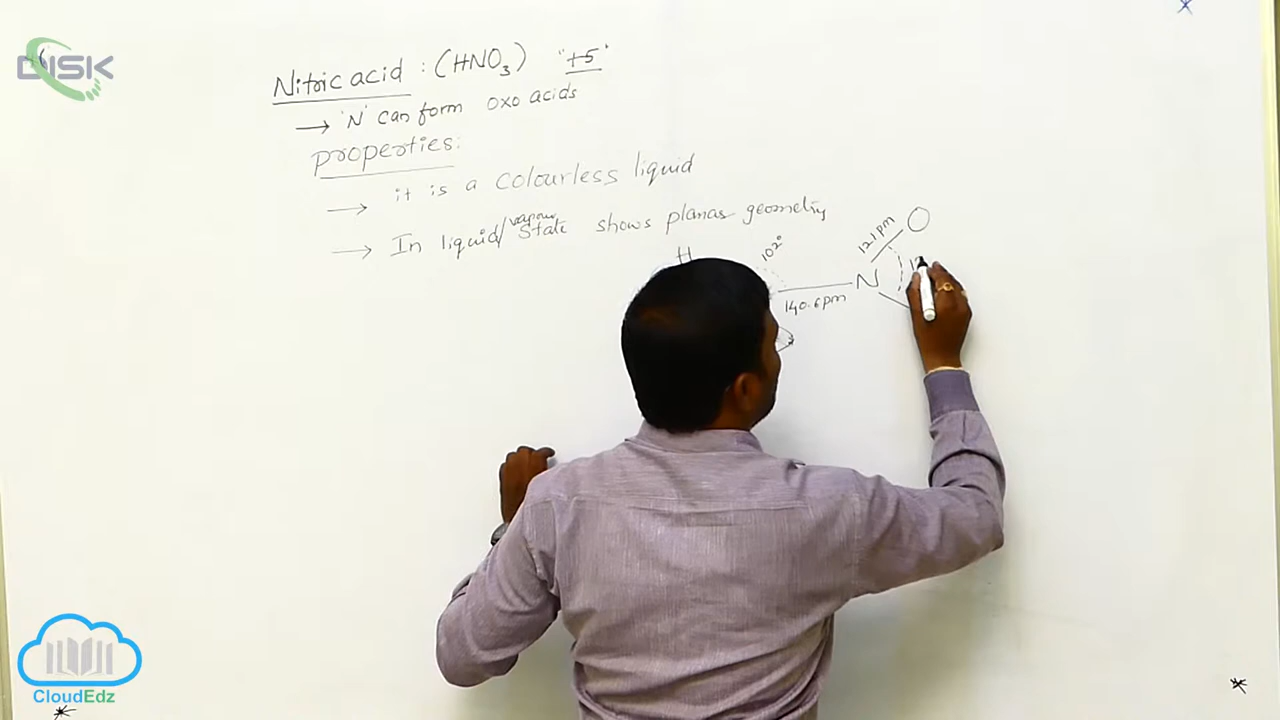 DISK
Nitric acid : (HNO3) "+5"
→ 'N' can form oxo acids
properties:
→ it is a colourless liquid
→ In liquid/vapour State shows planar geometry
H
102°
140.6pm
N
121pm
O
CloudEdz